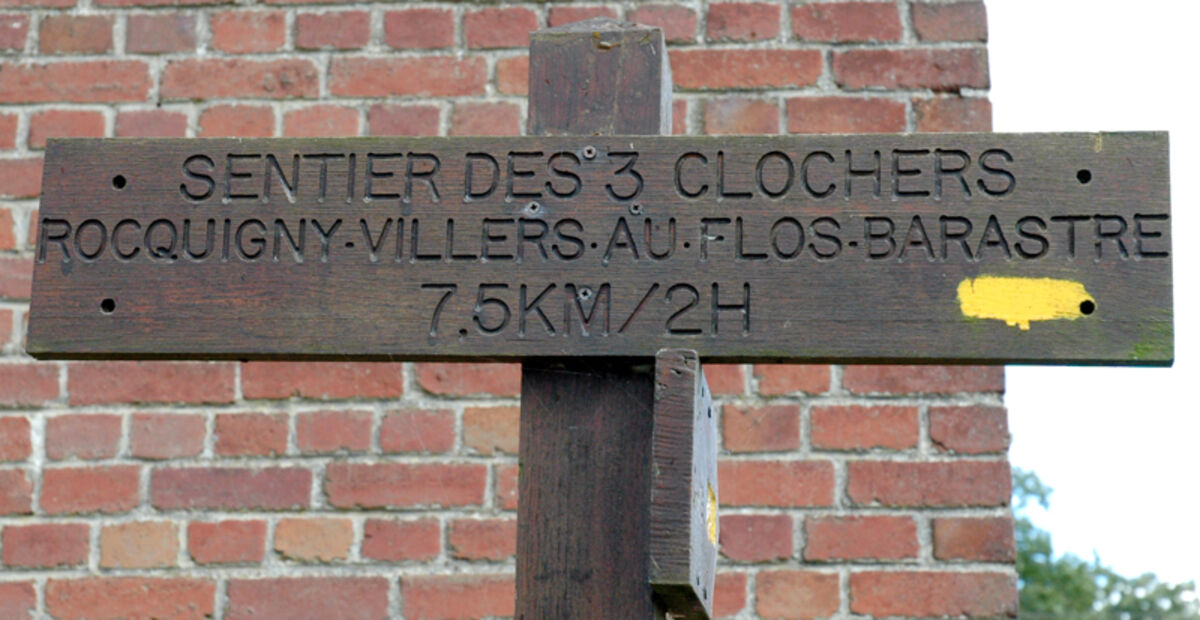 SENTIER DES 3 CLOCHERS
ROCQUIGNY-VILLERS·AU·FLOS-BARASTRE
7.5KM/2H